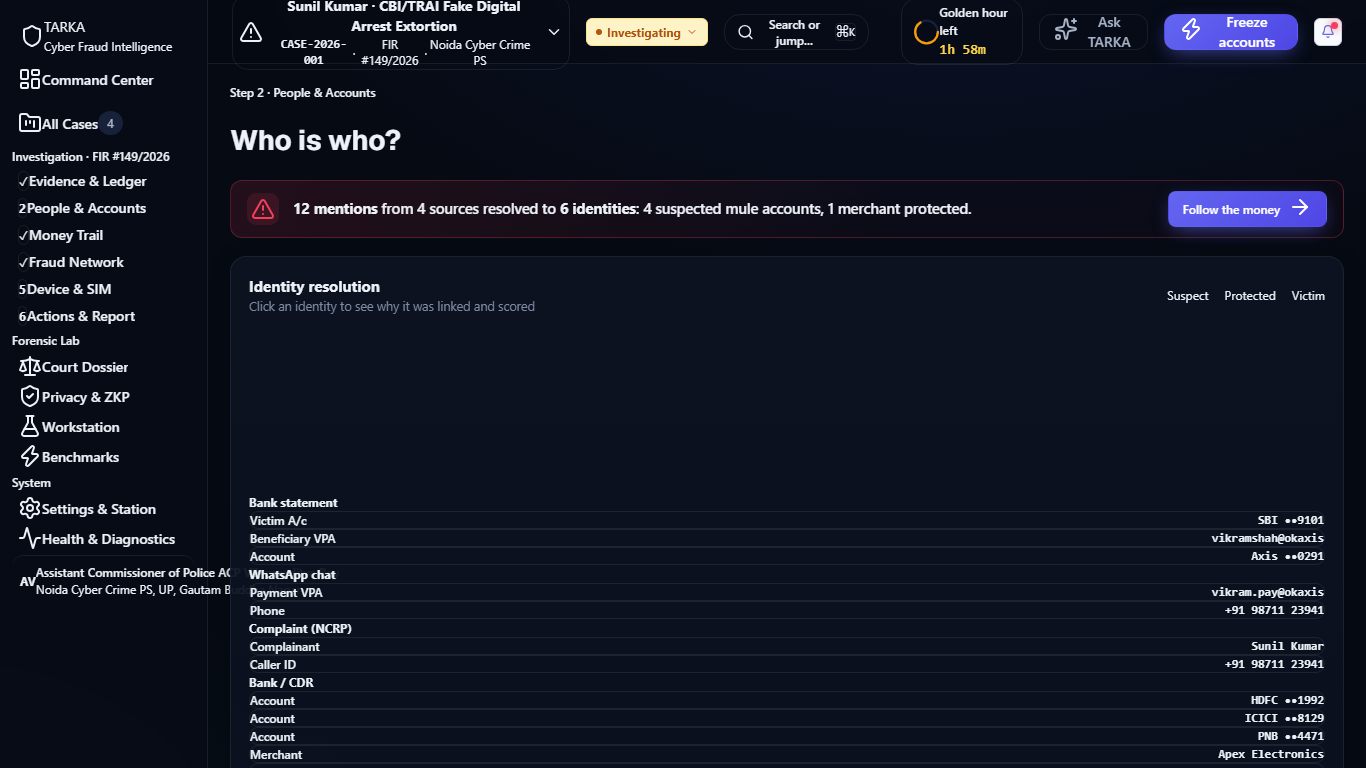 TARKA
Cyber Fraud Intelligence
Command Center
All Cases 4
Investigation · FIR #149/2026
✓Evidence & Ledger
2People & Accounts
✓Money Trail
✓Fraud Network
5Device & SIM
6Actions & Report
Forensic Lab
Court Dossier
Privacy & ZKP
Workstation
Benchmarks
System
Settings & Station
Health & Diagnostics
AV
Assistant Commissioner of Police ACP
Noida Cyber Crime PS, UP, Gautam
Sunil Kumar · CBI/TRAI Fake Digital
Arrest Extortion
CASE-2026-001 · FIR #149/2026 · Noida Cyber Crime PS
Investigating
Search or jump... ⌘K
Golden hour left
1h 58m
Ask TARKA
Freeze accounts
Step 2 · People & Accounts
Who is who?
12 mentions from 4 sources resolved to 6 identities: 4 suspected mule accounts, 1 merchant protected.
Follow the money
Identity resolution
Click an identity to see why it was linked and scored
Suspect Protected Victim
Bank statement
Victim A/c SBI ••9101
Beneficiary VPA vikramshah@okaxis
Account Axis ••0291
WhatsApp chat
Payment VPA vikram.pay@okaxis
Phone +91 98711 23941
Complaint (NCRP)
Complainant Sunil Kumar
Caller ID +91 98711 23941
Bank / CDR
Account HDFC ••1992
Account ICICI ••8129
Account PNB ••4471
Merchant Apex Electronics